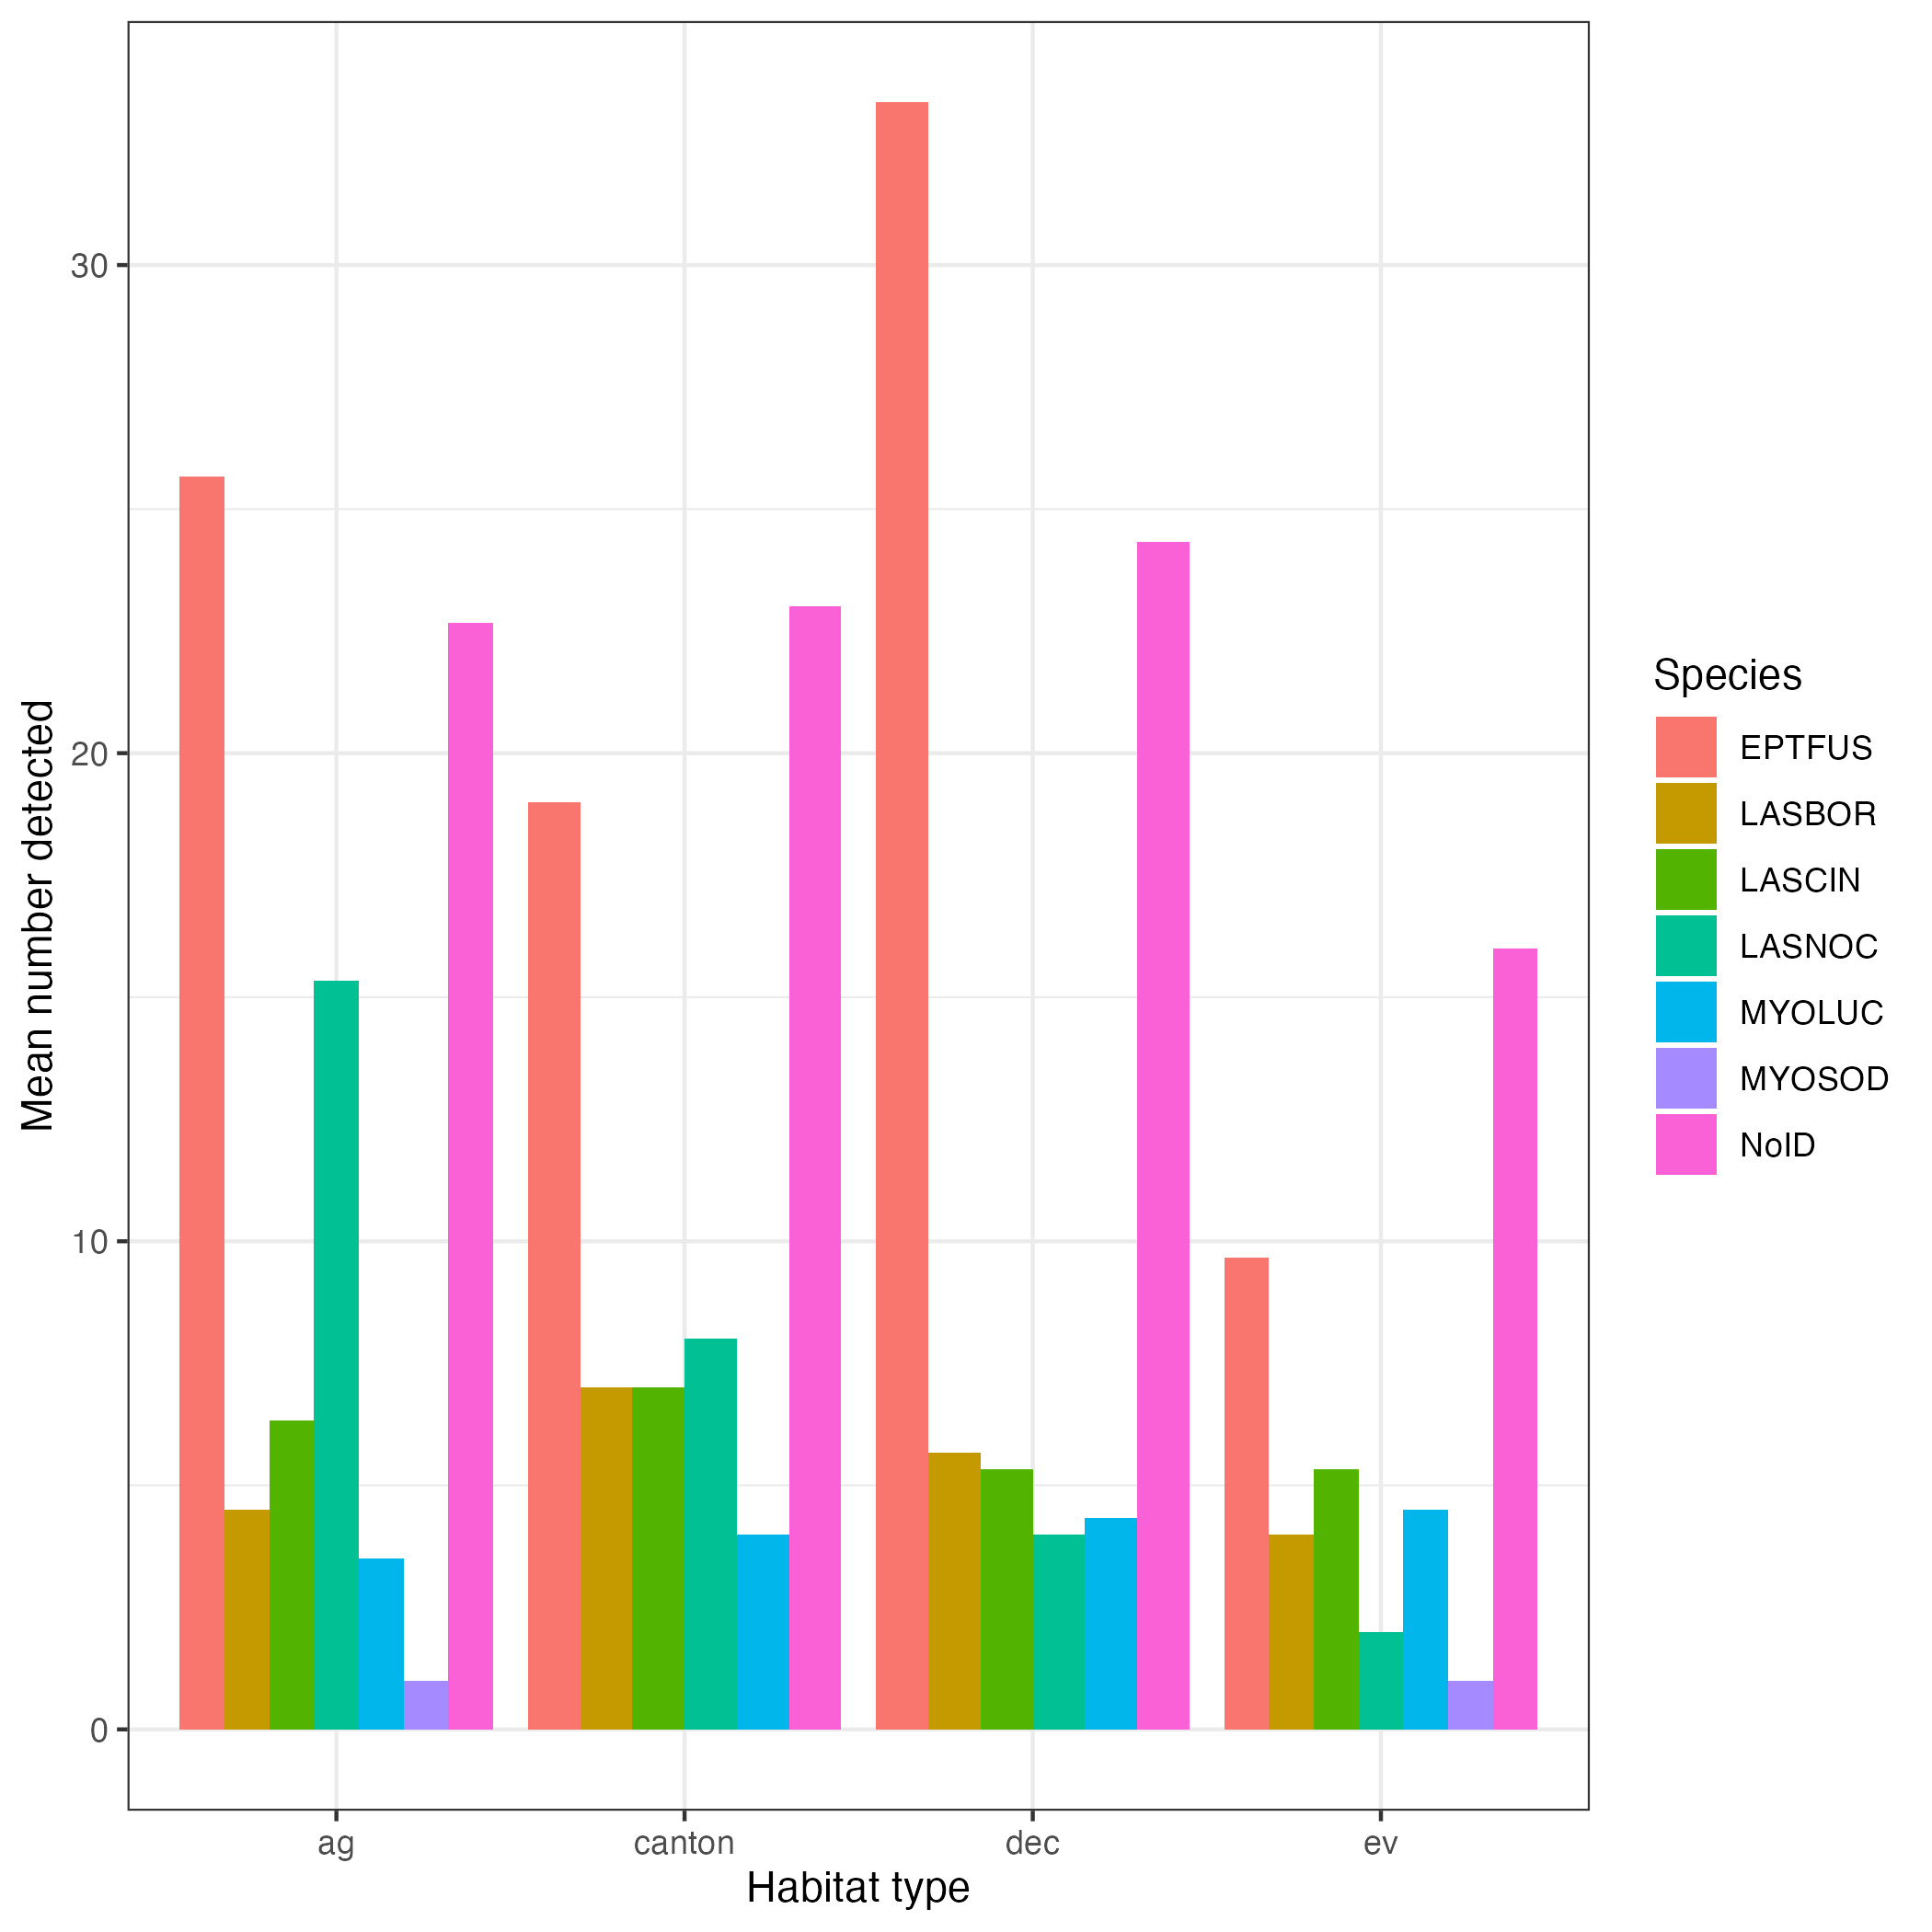 Mean number detected
30
20
10
0
ag
canton
dec
ev
Habitat type
Species
EPTFUS
LASBOR
LASCIN
LASNOC
MYOLUC
MYOSOD
NoID